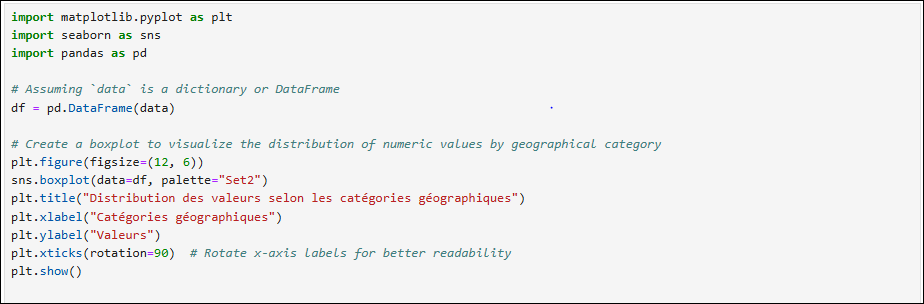 import matplotlib.pyplot as plt
import seaborn as sns
import pandas as pd
# Assuming `data` is a dictionary or DataFrame
df = pd.DataFrame(data)
# Create a boxplot to visualize the distribution of numeric values by geographical category
plt.figure(figsize=(12, 6))
sns.boxplot(data=df, palette="Set2")
plt.title("Distribution des valeurs selon les catégories géographiques")
plt.xlabel("Catégories géographiques")
plt.ylabel("Valeurs")
plt.xticks(rotation=90)  # Rotate x-axis labels for better readability
plt.show()